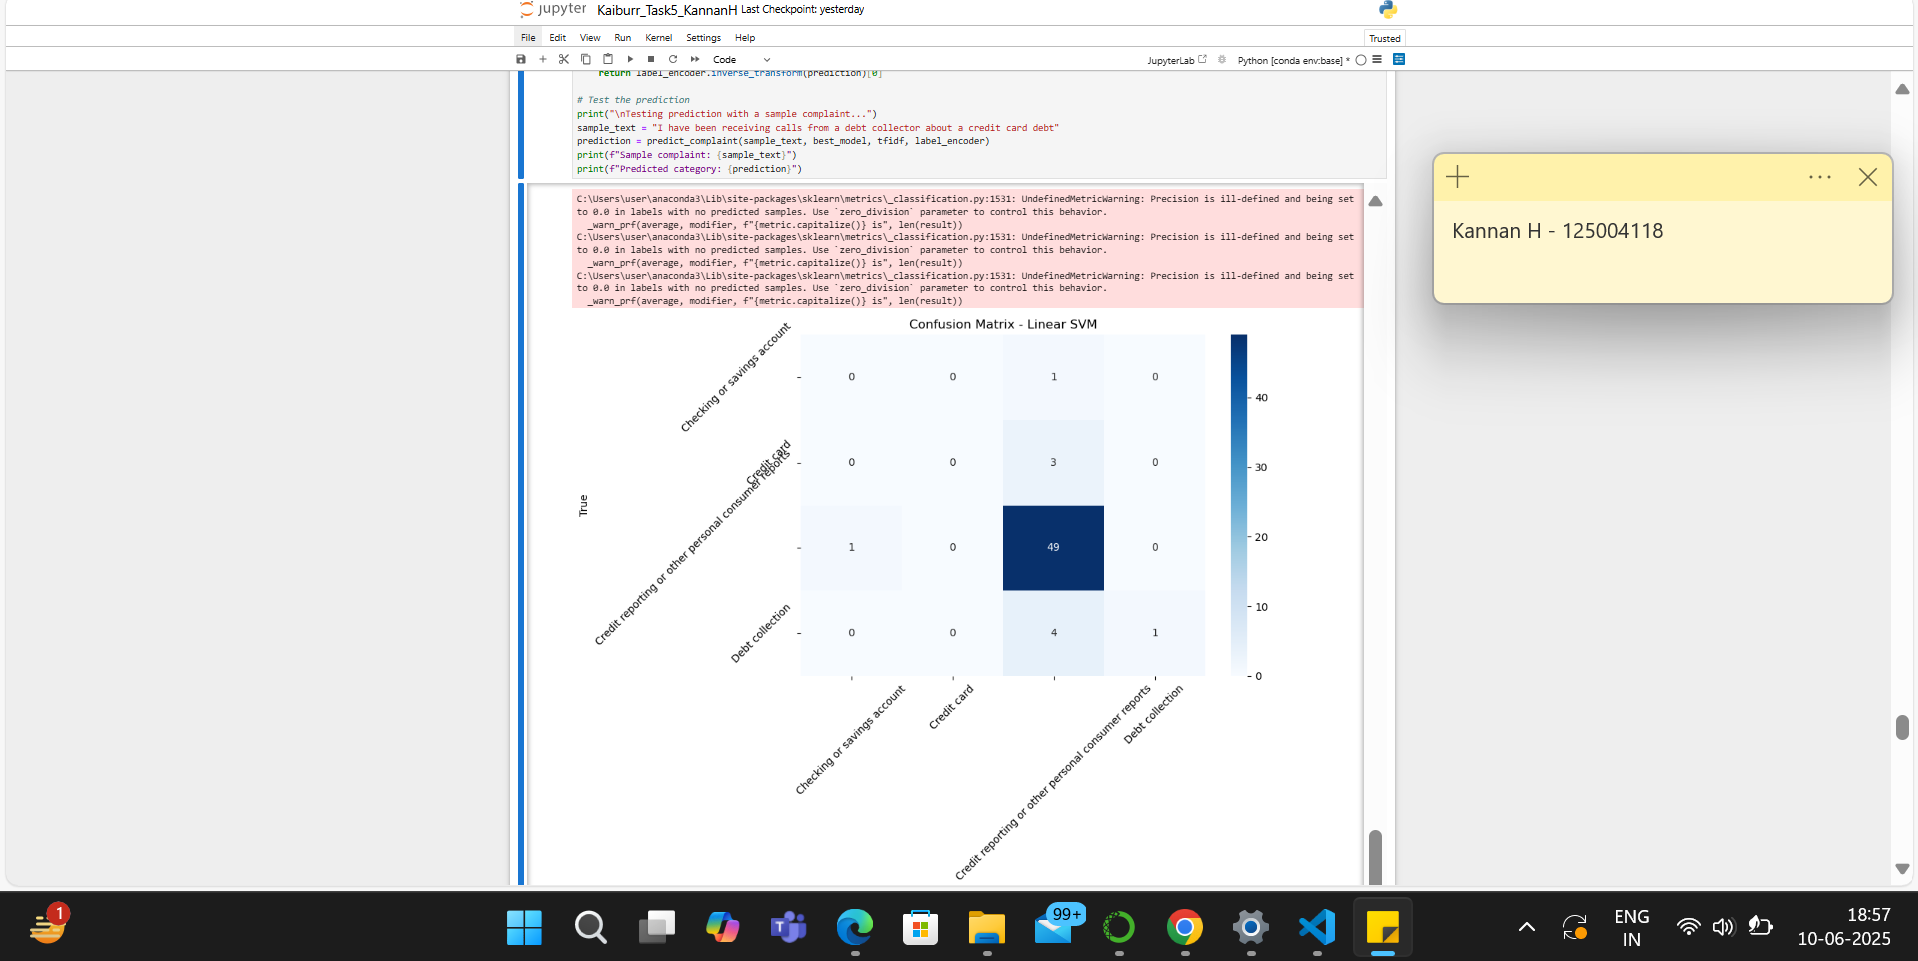 jupyter Kaiburr_Task5_KannanH Last Checkpoint: yesterday
File Edit View Run Kernel Settings Help
Trusted
Code
JupyterLab
Python [conda env:base] *
return label_encoder.inverse_transform(prediction)[0]
# Test the prediction
print("\nTesting prediction with a sample complaint...")
sample_text = "I have been receiving calls from a debt collector about a credit card debt"
prediction = predict_complaint(sample_text, best_model, tfidf, label_encoder)
print(f"Sample complaint: {sample_text}")
print(f"Predicted category: {prediction}")
C:\Users\user\anaconda3\Lib\site-packages\sklearn\metrics\_classification.py:1531: UndefinedMetricWarning: Precision is ill-defined and being set
to 0.0 in labels with no predicted samples. Use `zero_division` parameter to control this behavior.
_warn_prf(average, modifier, f"{metric.capitalize()} is", len(result))
C:\Users\user\anaconda3\Lib\site-packages\sklearn\metrics\_classification.py:1531: UndefinedMetricWarning: Precision is ill-defined and being set
to 0.0 in labels with no predicted samples. Use `zero_division` parameter to control this behavior.
_warn_prf(average, modifier, f"{metric.capitalize()} is", len(result))
C:\Users\user\anaconda3\Lib\site-packages\sklearn\metrics\_classification.py:1531: UndefinedMetricWarning: Precision is ill-defined and being set
to 0.0 in labels with no predicted samples. Use `zero_division` parameter to control this behavior.
_warn_prf(average, modifier, f"{metric.capitalize()} is", len(result))
Confusion Matrix - Linear SVM
True
Checking or savings account
0 0 1 0
Credit card
0 0 3 0
Credit reporting or other personal consumer reports
1 0 49 0
Debt collection
0 0 4 1
Checking or savings account
Credit card
Credit reporting or other personal consumer reports
Debt collection
40
30
20
10
0
Kannan H - 125004118
1
99+
ENG
IN
18:57
10-06-2025